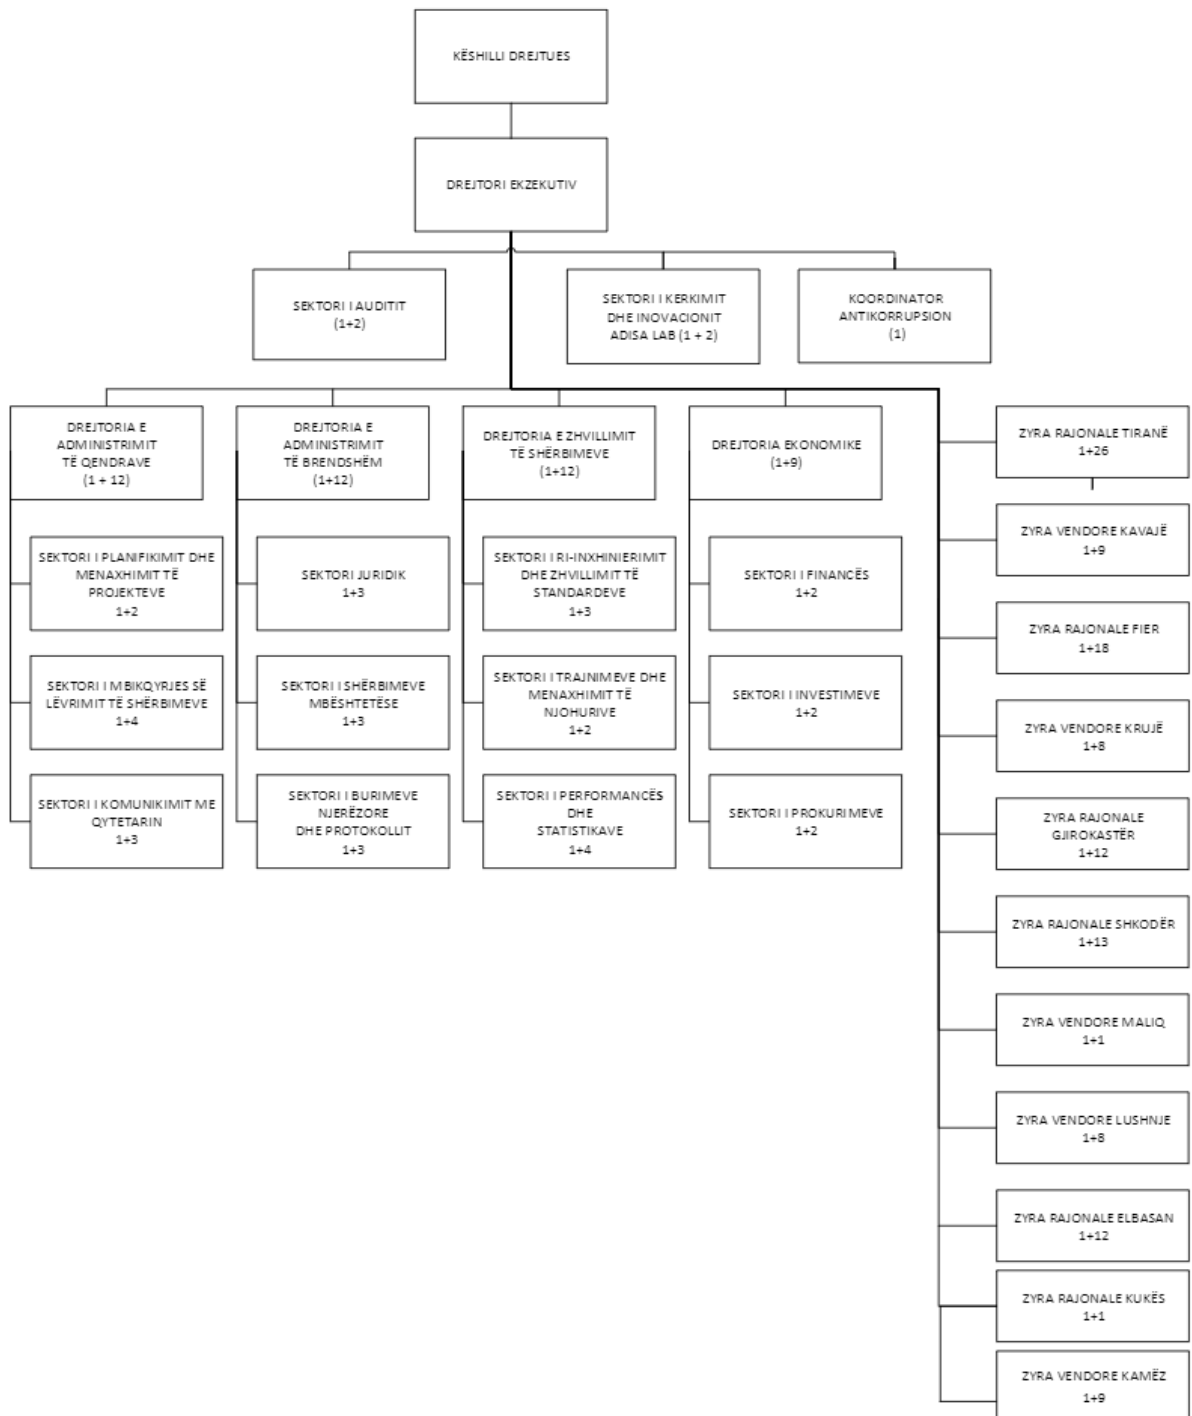 KËSHILLI DREJTUES
DREJTORI EKZEKUTIV
SEKTORI I AUDITIT
(1+2)
SEKTORI I KERKIMIT
DHE INOVACIONIT
ADISA LAB (1 + 2)
KOORDINATOR
ANTIKORRUPSION
(1)
DREJTORIA E
ADMINISTRIMIT
TË QENDRAVE
(1 + 12)
SEKTORI I PLANIFIKIMIT DHE
MENAXHIMIT TË
PROJEKTEVE
1+2
SEKTORI I MBIKQYRJES SË
LËVRIMIT TË SHËRBIMEVE
1+4
SEKTORI I KOMUNIKIMIT ME
QYTETARIN
1+3
DREJTORIA E
ADMINISTRIMIT
TË BRENDSHËM
(1+12)
SEKTORI JURIDIK
1+3
SEKTORI I SHËRBIMEVE
MBËSHTETËSE
1+3
SEKTORI I BURIMEVE
NJERËZORE
DHE PROTOKOLLIT
1+3
DREJTORIA E ZHVILLIMIT
TË SHËRBIMEVE
(1+12)
SEKTORI I RI-INXHINIERIMIT
DHE ZHVILLIMIT TË
STANDARDEVE
1+3
SEKTORI I TRAJNIMEVE DHE
MENAXHIMIT TË
NJOHURIVE
1+2
SEKTORI I PERFORMANCËS
DHE
STATISTIKAVE
1+4
DREJTORIA EKONOMIKE
(1+9)
SEKTORI I FINANCËS
1+2
SEKTORI I INVESTIMEVE
1+2
SEKTORI I PROKURIMEVE
1+2
ZYRA RAJONALE TIRANË
1+26
ZYRA VENDORE KAVAJË
1+9
ZYRA RAJONALE FIER
1+18
ZYRA VENDORE KRUJË
1+8
ZYRA RAJONALE
GJIROKASTËR
1+12
ZYRA RAJONALE SHKODËR
1+13
ZYRA VENDORE MALIQ
1+1
ZYRA VENDORE LUSHNJE
1+8
ZYRA RAJONALE ELBASAN
1+12
ZYRA RAJONALE KUKËS
1+1
ZYRA VENDORE KAMËZ
1+9